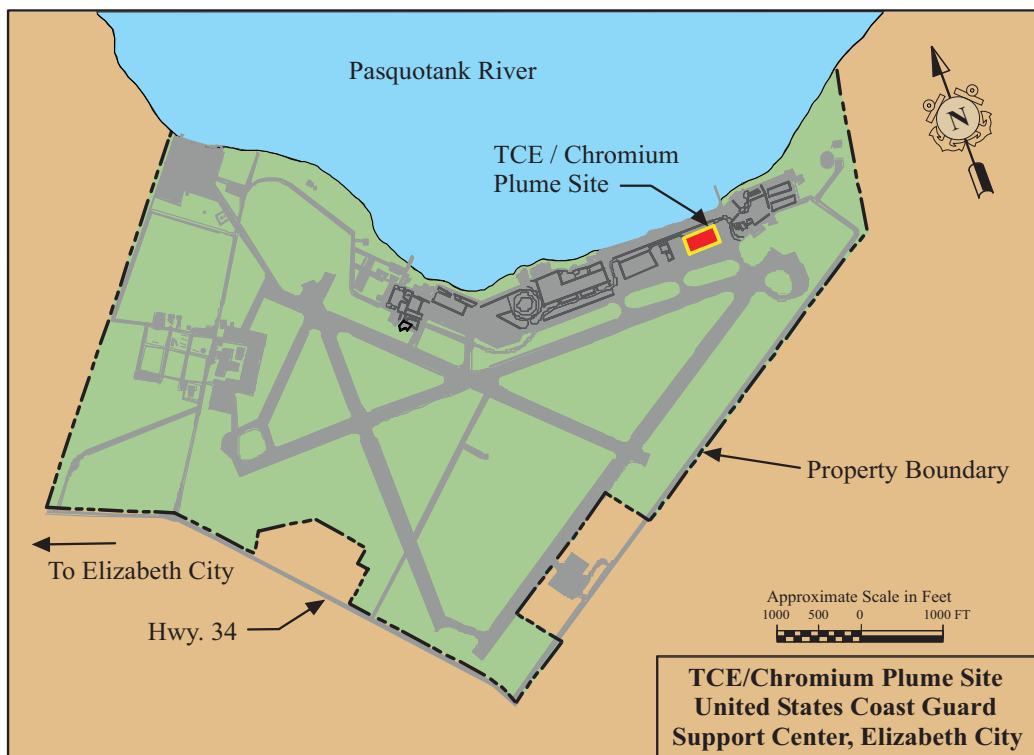 Pasquotank River
N
TCE / Chromium
Plume Site
Property Boundary
To Elizabeth City
Hwy. 34
Approximate Scale in Feet
1000 500 0 1000 FT
TCE/Chromium Plume Site
United States Coast Guard
Support Center, Elizabeth City